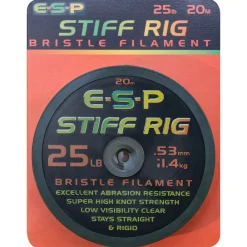 E·S·P 25lb 20M
STIFF RIG
BRISTLE FILAMENT
20m
E·S·P
STIFF RIG
25LB .53mm
11.4kg
BRISTLE FILAMENT
EXCELLENT ABRASION RESISTANCE
SUPER HIGH KNOT STRENGTH
LOW VISIBILITY CLEAR
STAYS STRAIGHT
& RIGID